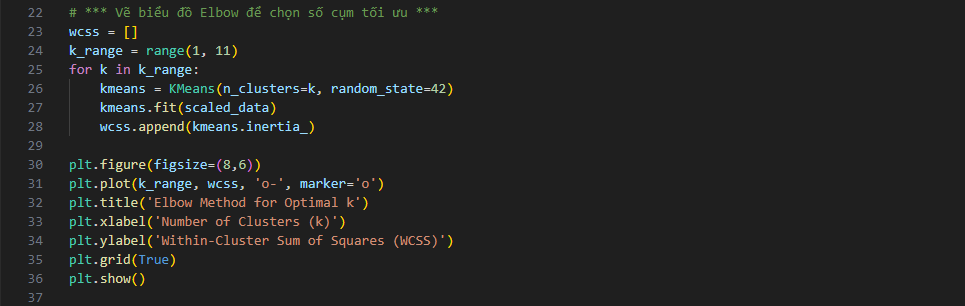 22 # *** Vẽ biểu đồ Elbow để chọn số cụm tối ưu ***
23 wcss = []
24 k_range = range(1, 11)
25 for k in k_range:
26     kmeans = KMeans(n_clusters=k, random_state=42)
27     kmeans.fit(scaled_data)
28     wcss.append(kmeans.inertia_)
29
30 plt.figure(figsize=(8,6))
31 plt.plot(k_range, wcss, 'o-', marker='o')
32 plt.title('Elbow Method for Optimal k')
33 plt.xlabel('Number of Clusters (k)')
34 plt.ylabel('Within-Cluster Sum of Squares (WCSS)')
35 plt.grid(True)
36 plt.show()
37